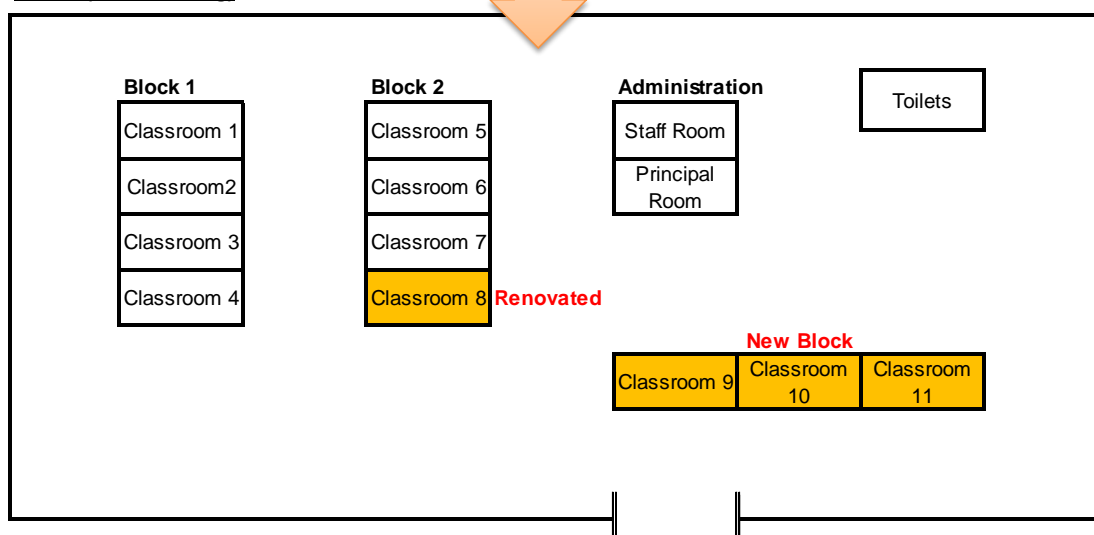 Block 1
Block 2
Administration
Toilets
Classroom 1
Classroom 5
Staff Room
Classroom2
Classroom 6
Principal
Room
Classroom 3
Classroom 7
Classroom 4
Classroom 8
Renovated
New Block
Classroom 9
Classroom
10
Classroom
11